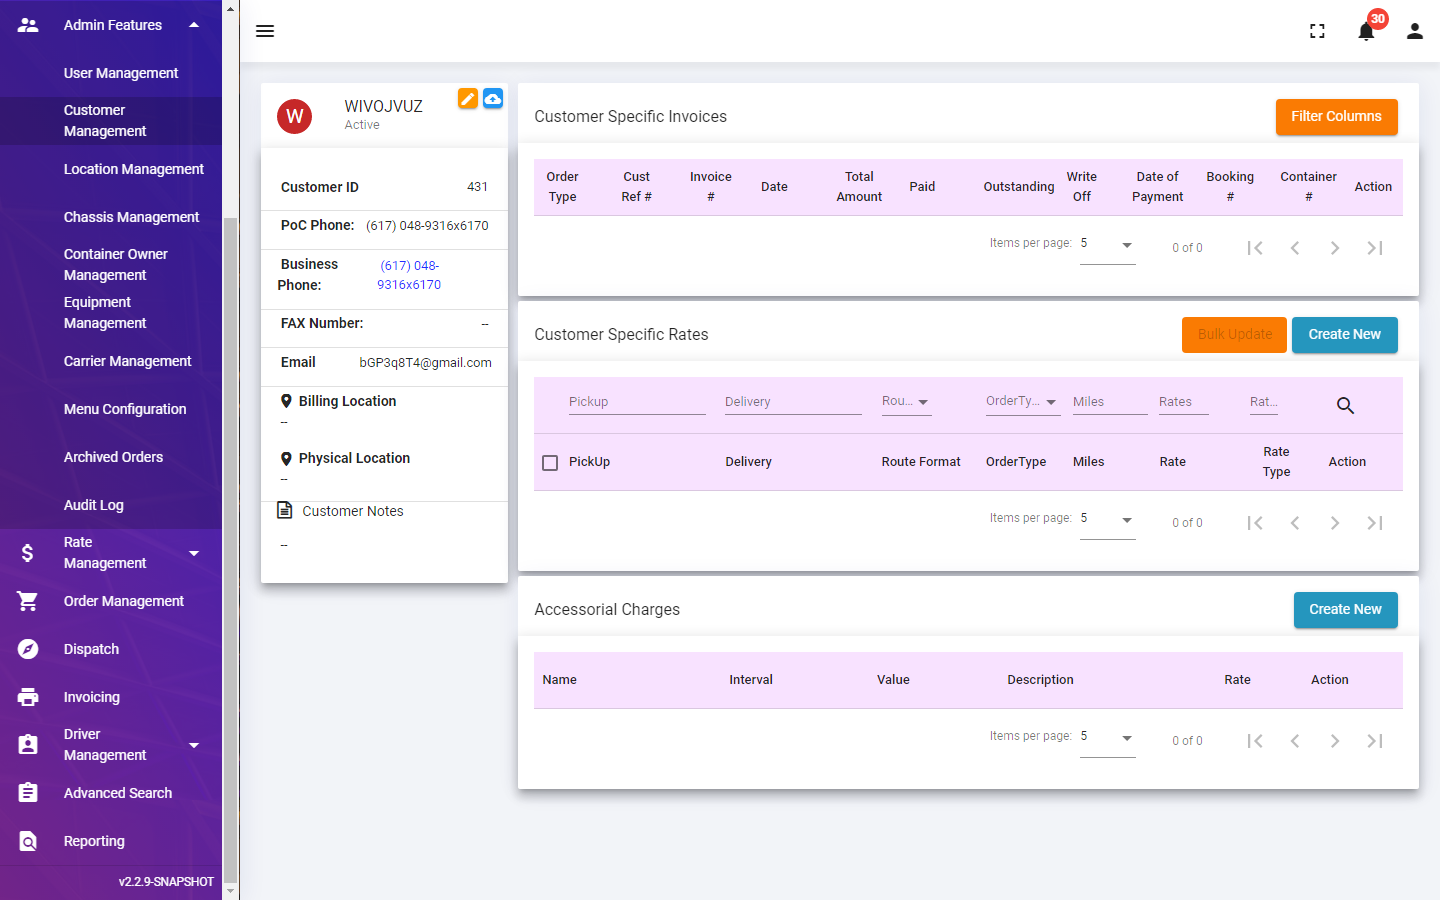 Admin Features
User Management
Customer
Management
Location Management
Chassis Management
Container Owner
Management
Equipment
Management
Carrier Management
Menu Configuration
Archived Orders
Audit Log
Rate
Management
Order Management
Dispatch
Invoicing
Driver
Management
Advanced Search
Reporting
v2.2.9-SNAPSHOT
30
W
WIVOJVUZ
Active
Customer ID 431
PoC Phone: (617) 048-9316x6170
Business
Phone:
(617) 048-
9316x6170
FAX Number: --
Email bGP3q8T4@gmail.com
Billing Location
--
Physical Location
--
Customer Notes
--
Customer Specific Invoices
Filter Columns
Order
Type
Cust
Ref #
Invoice
#
Date
Total
Amount
Paid
Outstanding
Write
Off
Date of
Payment
Booking
#
Container
#
Action
Items per page: 5 0 of 0
Customer Specific Rates
Bulk Update
Create New
Pickup Delivery Rou... OrderTy... Miles Rates Rat...
PickUp Delivery Route Format OrderType Miles Rate
Rate
Type
Action
Items per page: 5 0 of 0
Accessorial Charges
Create New
Name Interval Value Description Rate Action
Items per page: 5 0 of 0